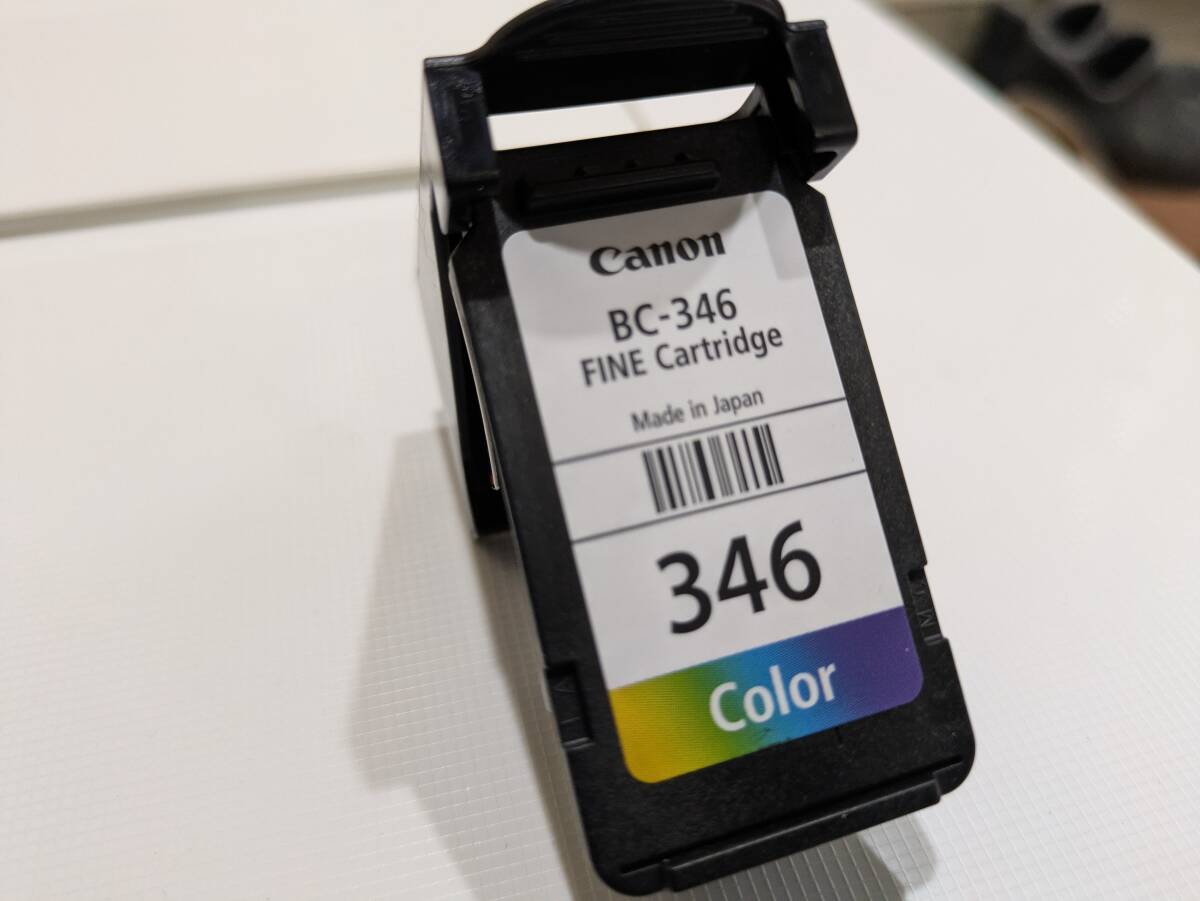 Canon
BC-346
FINE Cartridge
Made in Japan
346
Color